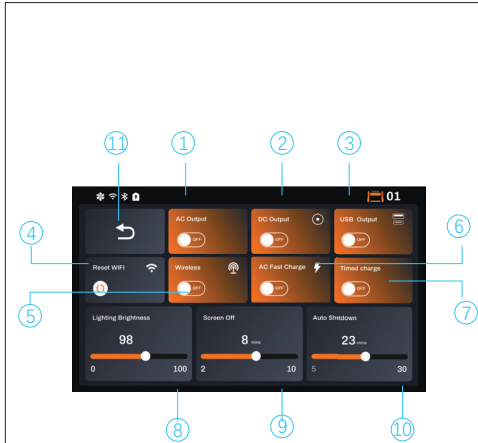 11
1
2
3
01
AC Output
OFF
DC Output
OFF
USB Output
OFF
4
6
Reset WIFI
Wireless
OFF
AC Fast Charge
OFF
Timed charge
OFF
5
7
Lighting Brightness
98
0 100
Screen Off
8 mins
2 10
Auto Shtdown
23 mins
5 30
8
9
10